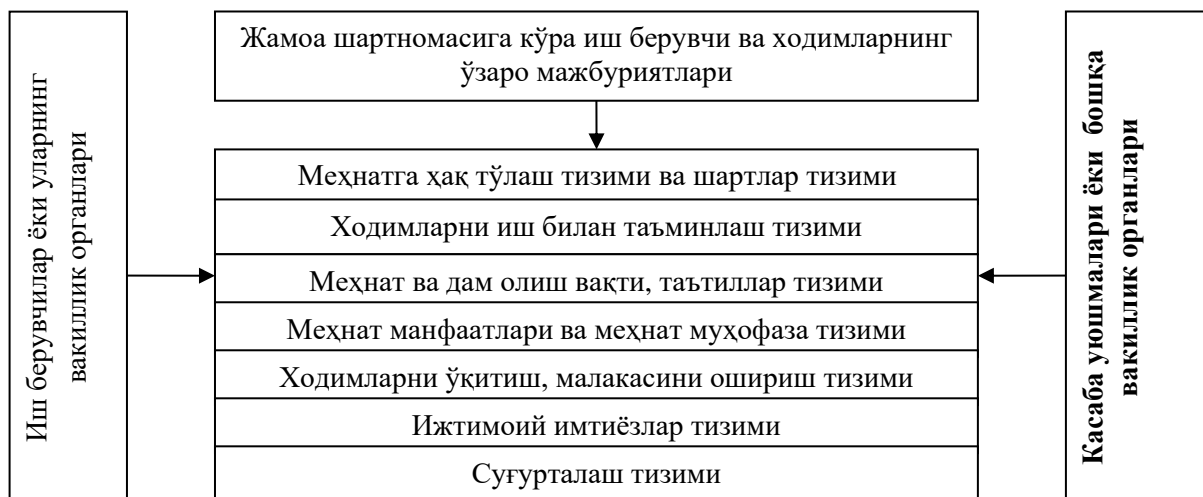 Иш берувчилар ёки уларнинг
вакиллик органлари
Жамоа шартномасига кўра иш берувчи ва ходимларнинг
ўзаро мажбуриятлари
Меҳнатга ҳақ тўлаш тизими ва шартлар тизими
Ходимларни иш билан таъминлаш тизими
Меҳнат ва дам олиш вақти, таътиллар тизими
Меҳнат манфаатлари ва меҳнат муҳофаза тизими
Ходимларни ўқитиш, малакасини ошириш тизими
Ижтимоий имтиёзлар тизими
Суғурталаш тизими
Касаба уюшмалари ёки бошқа
вакиллик органлари